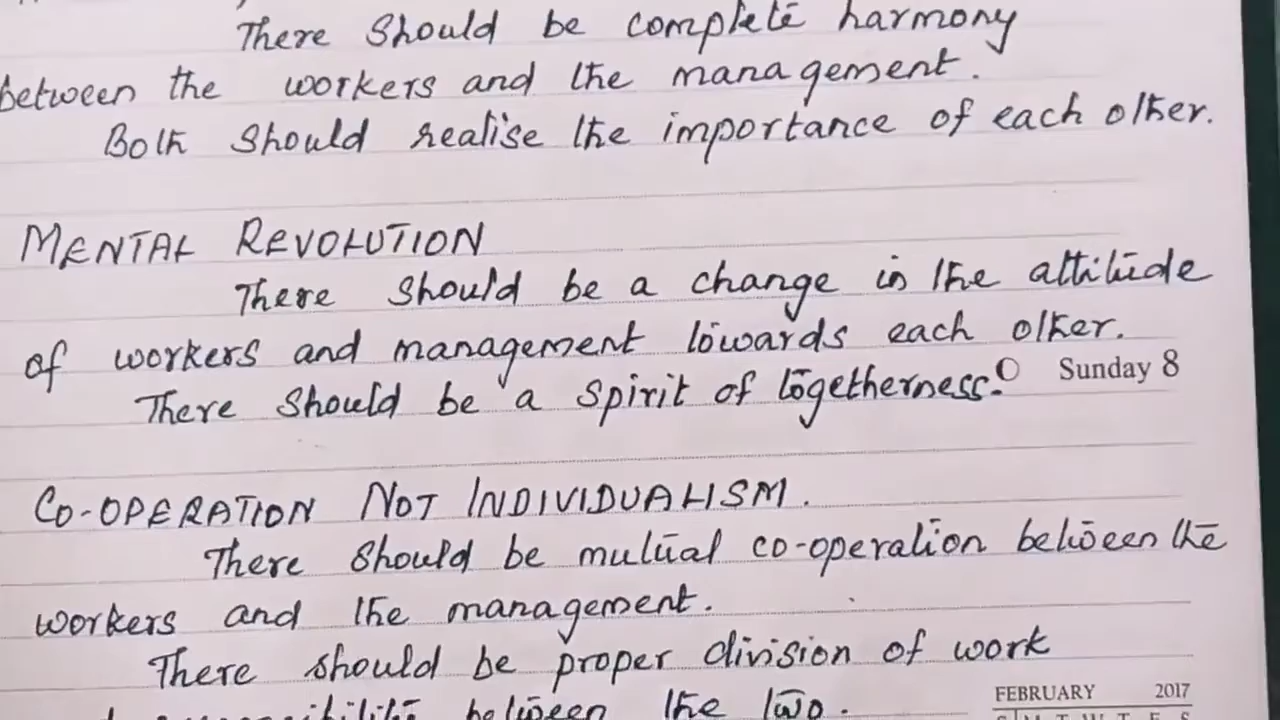 There should be complete harmony
between the workers and the management.
Both should realise the importance of each other.
MENTAL REVOLUTION
There should be a change in the attitude
of workers and management towards each other.
There should be a spirit of togetherness.
Sunday 8
CO-OPERATION NOT INDIVIDUALISM.
There should be mutual co-operation between the
workers and the management.
There should be proper division of work
between the two.
FEBRUARY 2017
S M T W T F S